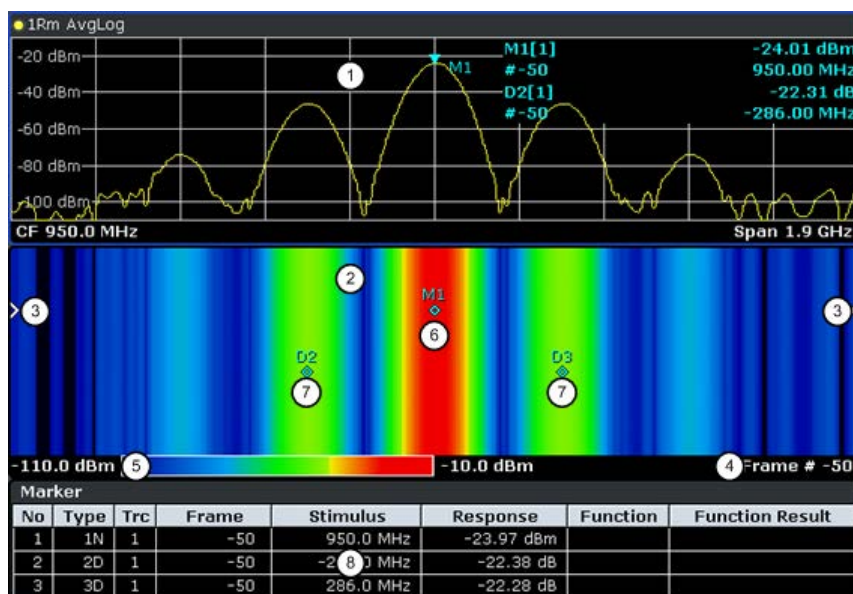 1Rm AvgLog
M1[1] -24.01 dBm
#-50 950.00 MHz
D2[1] -22.31 dB
#-50 -286.00 MHz
-20 dBm
1
M1
-40 dBm
-60 dBm
-80 dBm
-100 dBm
CF 950.0 MHz Span 1.9 GHz
2
M1
3 3
6
D2 D3
7 7
-110.0 dBm 5 -10.0 dBm 4 Frame # -50
Marker
No Type Trc Frame Stimulus Response Function Function Result
1 1N 1 -50 950.0 MHz -23.97 dBm
2 2D 1 -50 8 MHz -22.38 dB
3 3D 1 -50 286.0 MHz -22.28 dB